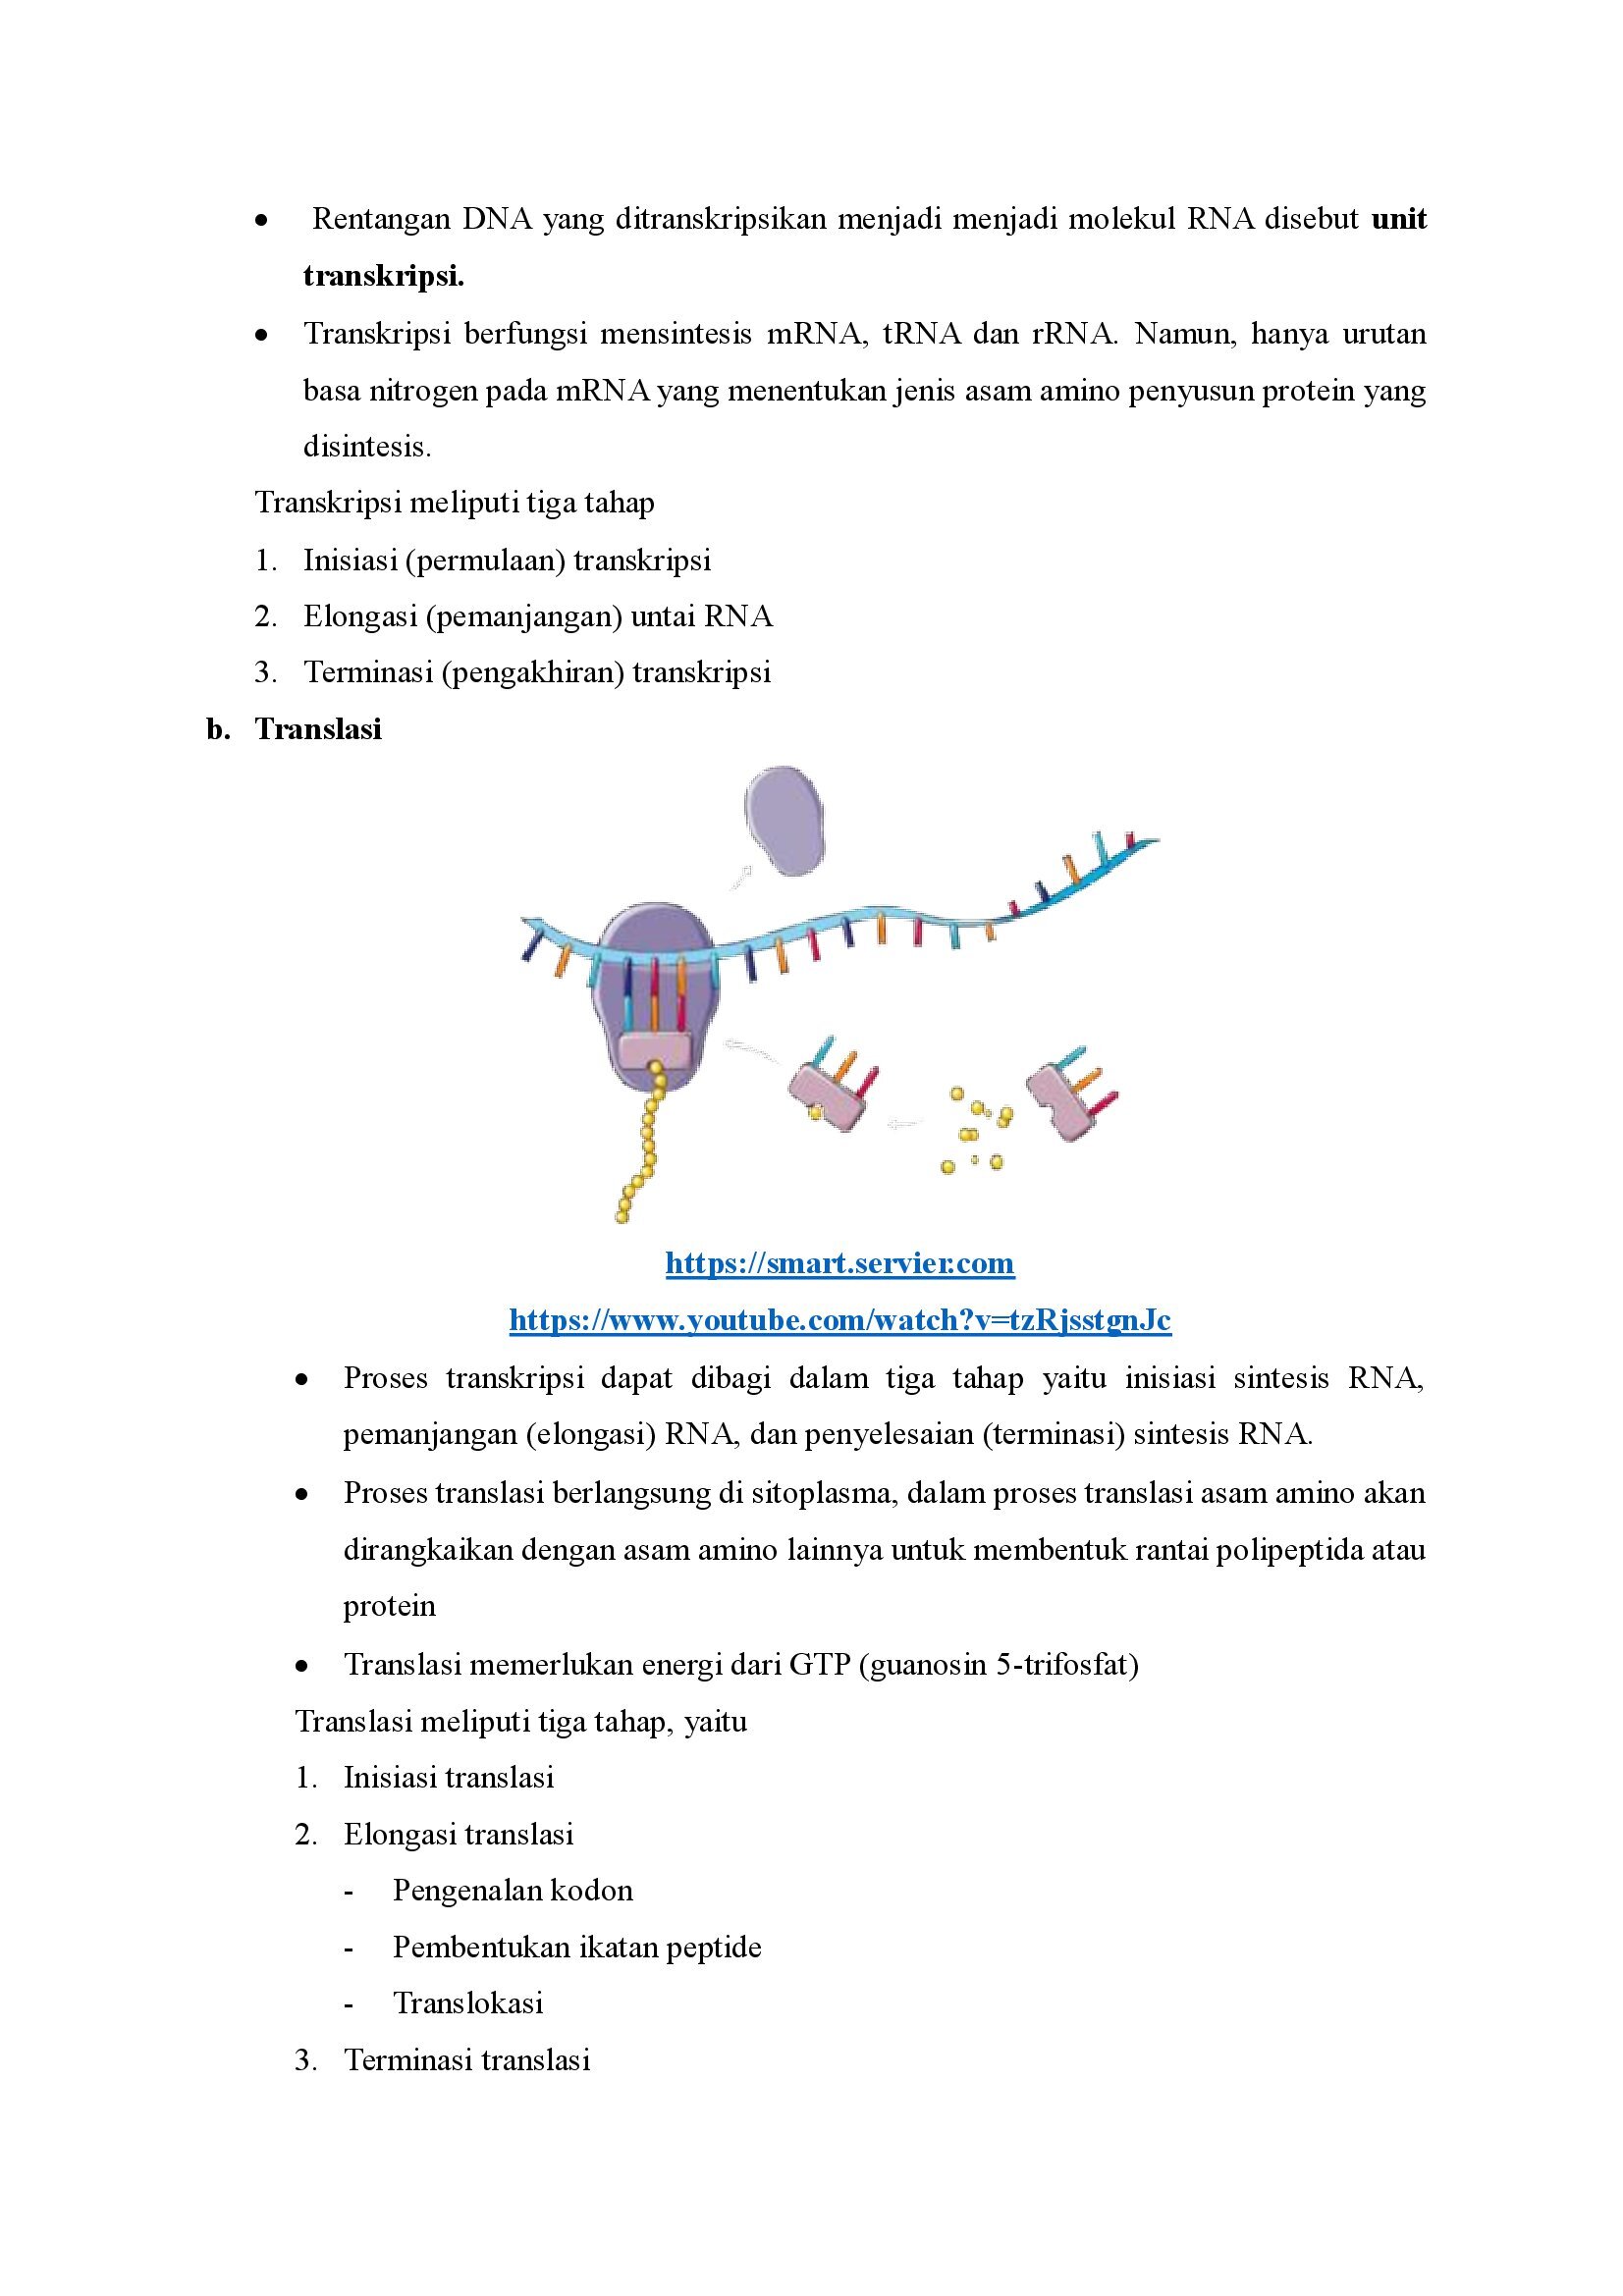 • Rentangan DNA yang ditranskripsikan menjadi menjadi molekul RNA disebut unit
transkripsi.
• Transkripsi berfungsi mensintesis mRNA, tRNA dan rRNA. Namun, hanya urutan
basa nitrogen pada mRNA yang menentukan jenis asam amino penyusun protein yang
disintesis.
Transkripsi meliputi tiga tahap
1. Inisiasi (permulaan) transkripsi
2. Elongasi (pemanjangan) untai RNA
3. Terminasi (pengakhiran) transkripsi
b. Translasi
https://smart.servier.com
https://www.youtube.com/watch?v=tzRjsstgnJc
• Proses transkripsi dapat dibagi dalam tiga tahap yaitu inisiasi sintesis RNA,
pemanjangan (elongasi) RNA, dan penyelesaian (terminasi) sintesis RNA.
• Proses translasi berlangsung di sitoplasma, dalam proses translasi asam amino akan
dirangkaikan dengan asam amino lainnya untuk membentuk rantai polipeptida atau
protein
• Translasi memerlukan energi dari GTP (guanosin 5-trifosfat)
Translasi meliputi tiga tahap, yaitu
1. Inisiasi translasi
2. Elongasi translasi
- Pengenalan kodon
- Pembentukan ikatan peptide
- Translokasi
3. Terminasi translasi